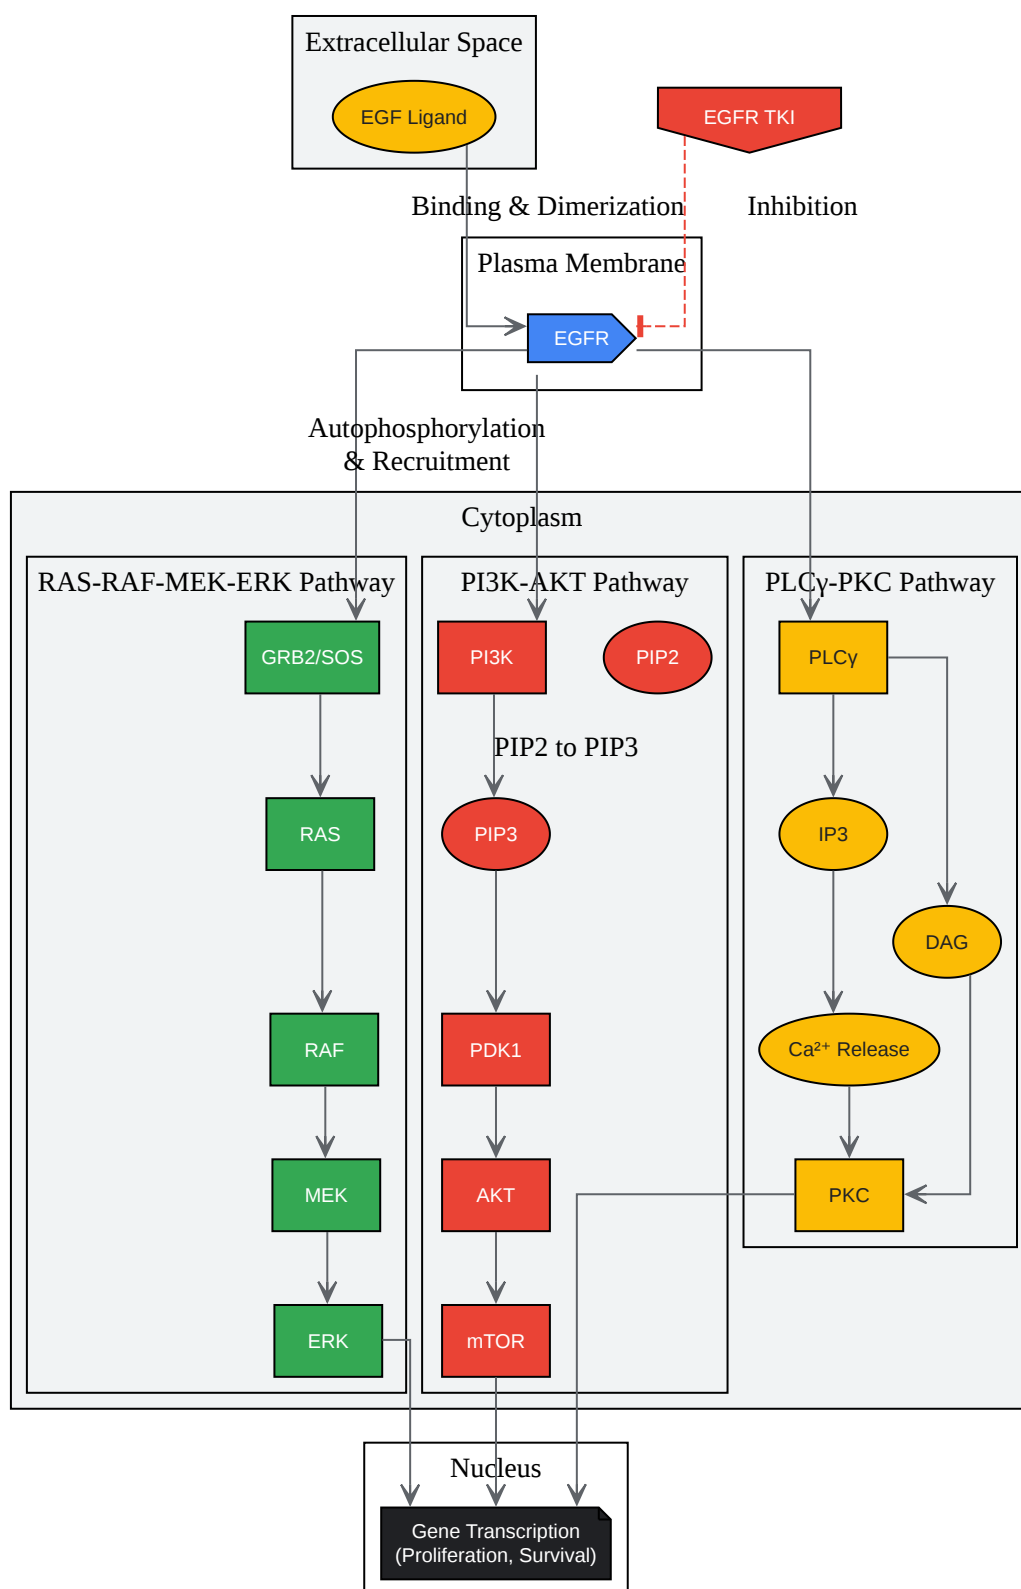 Extracellular Space
EGF Ligand
EGFR TKI
Binding & Dimerization
Inhibition
Plasma Membrane
EGFR
Autophosphorylation
& Recruitment
Cytoplasm
RAS-RAF-MEK-ERK Pathway
PI3K-AKT Pathway
PLCγ-PKC Pathway
GRB2/SOS
PI3K
PIP2
PLCγ
PIP2 to PIP3
RAS
PIP3
IP3
DAG
RAF
PDK1
Ca²⁺ Release
MEK
AKT
PKC
ERK
mTOR
Nucleus
Gene Transcription
(Proliferation, Survival)